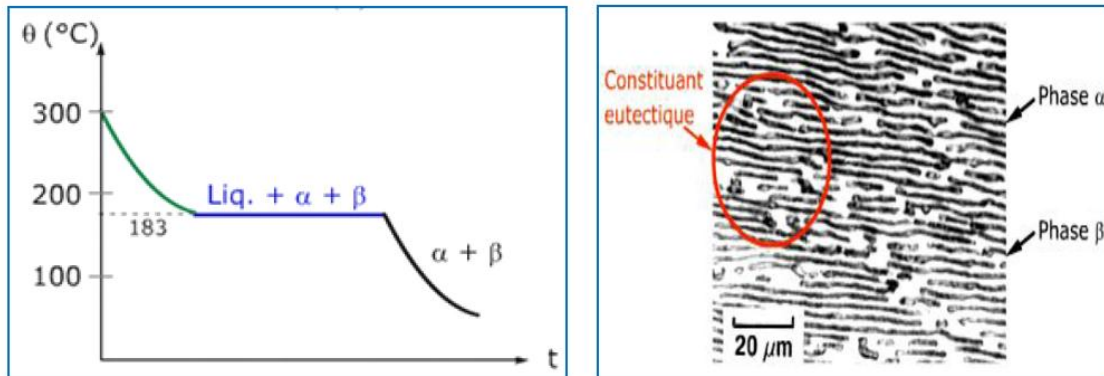 θ (°C)
300
200
Liq. + α + β
183
α + β
100
t
Constituant
eutectique
Phase α
Phase β
20 μm